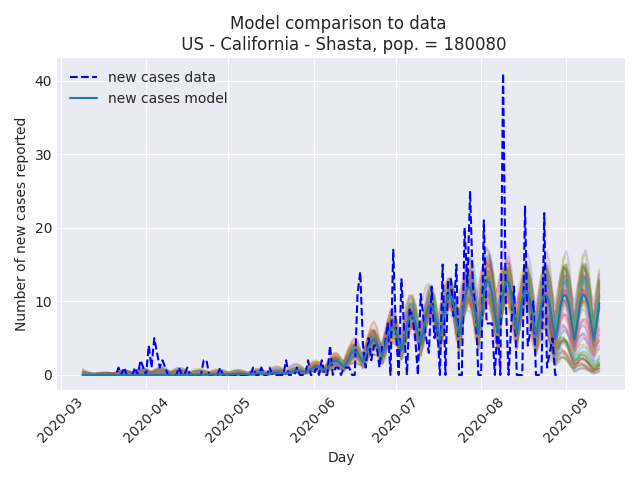 Model comparison to data
US - California - Shasta, pop. = 180080
new cases data
new cases model
Number of new cases reported
40
30
20
10
0
2020-03
2020-04
2020-05
2020-06
2020-07
2020-08
2020-09
Day